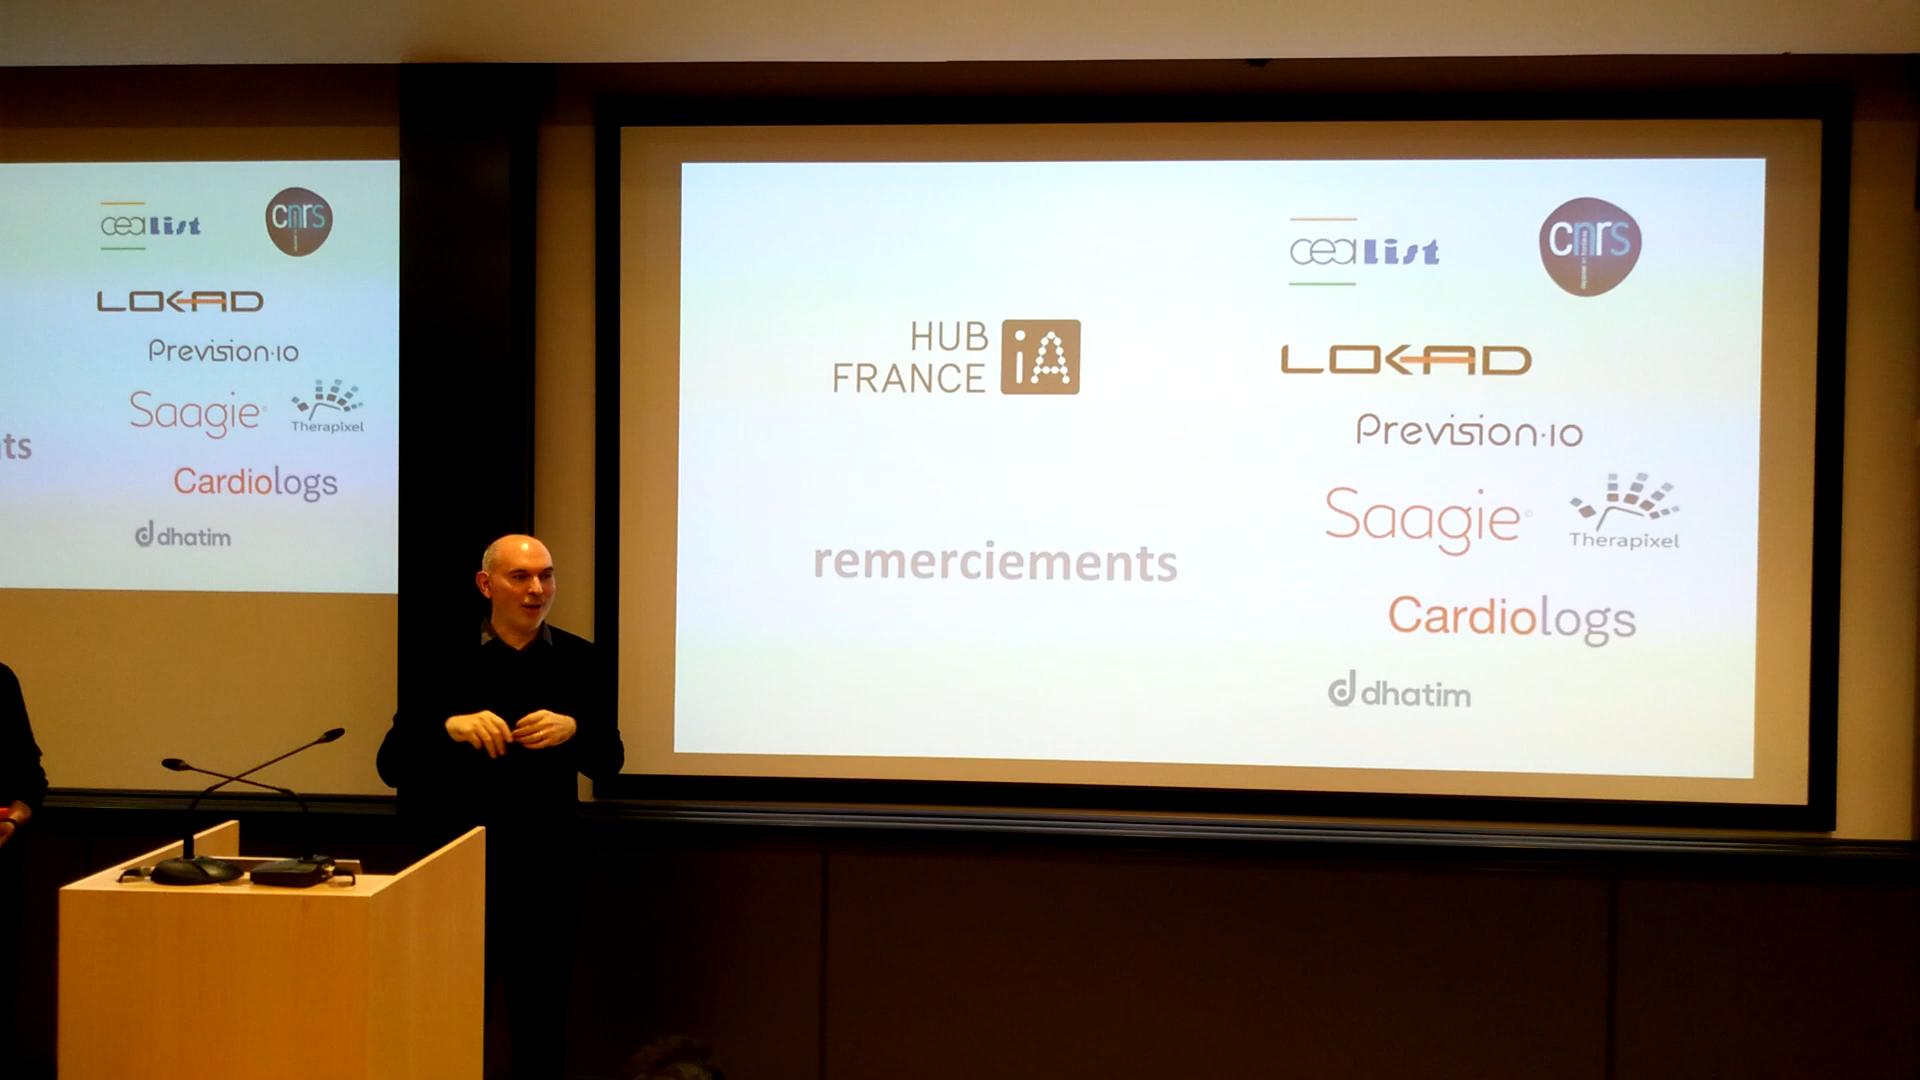 cea list
cnrs
LOKAD
Prevision·io
Saagie
Therapixel
ts
Cardiologs
dhatim
cea list
cnrs
HUB
FRANCE
iA
LOKAD
Prevision·io
Saagie
Therapixel
remerciements
Cardiologs
dhatim